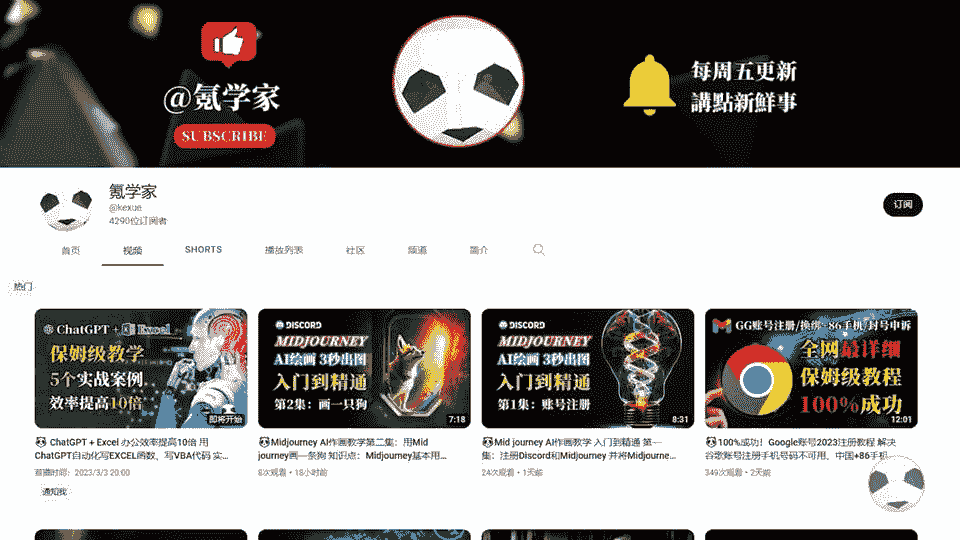 @氪学家
SUBSCRIBE
每周五更新
講點新鮮事
氪学家
@kexue
4290位订阅者
订阅
首页
视频
SHORTS
播放列表
社区
频道
简介
热门
ChatGPT + Excel
保姆级教学
5个实战案例
效率提高10倍
即将开始
DISCORD
MIDJOURNEY
AI绘画 3秒出图
入门到精通
第2集：画一只狗
7:18
DISCORD
MIDJOURNEY
AI绘画 3秒出图
入门到精通
第1集：账号注册
8:31
GG账号注册/换绑+86手机/封号申诉
全网最详细
保姆级教程
100%成功
12:01
ChatGPT + Excel 办公效率提高10倍 用
ChatGPT自动化写EXCEL函数、写VBA代码 实...
首播时间：2023/3/3 20:00
通知我
Midjourney AI作画教学第二集：用Mid
journey画一条狗 知识点：Midjourney基本用...
8次观看・18小时前
Mid journey AI作画教学 入门到精通 第一
集：注册Discord和Midjourney 并将Midjourne...
24次观看・1天前
100%成功！Google账号2023注册教程 解决
谷歌账号注册手机号码不可用、中国+86手机...
349次观看・2天前